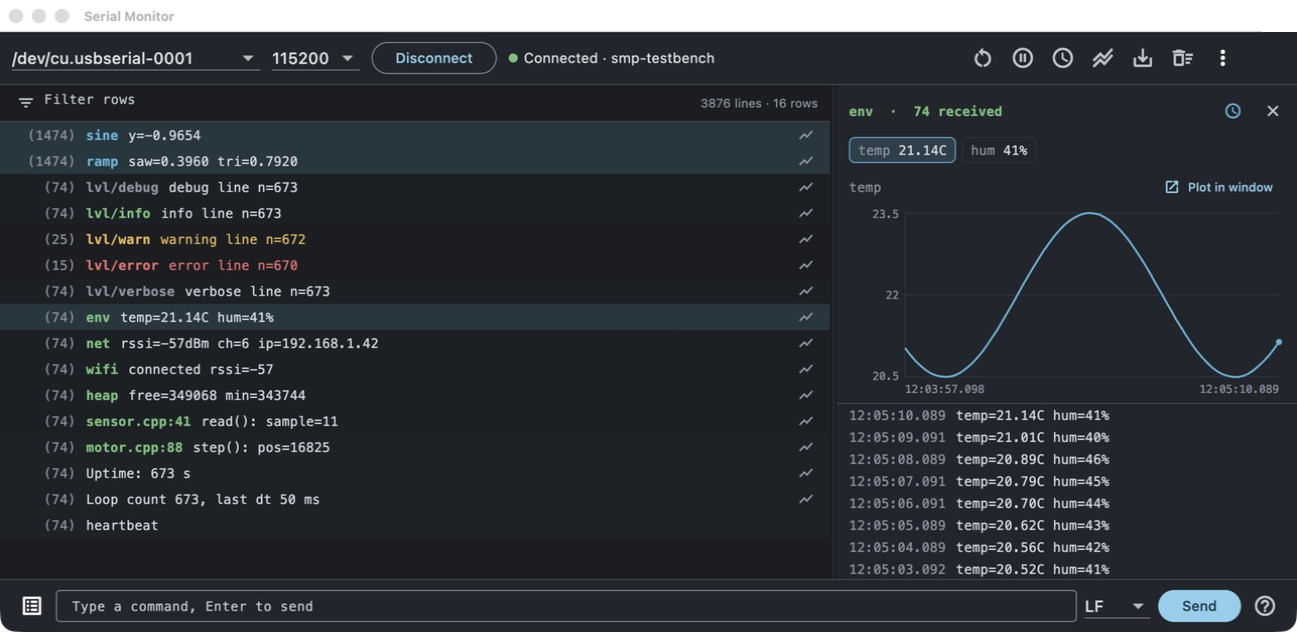 Serial Monitor
/dev/cu.usbserial-0001
115200
Disconnect
Connected · smp-testbench
Filter rows
3876 lines · 16 rows
(1474) sine y=-0.9654
(1474) ramp saw=0.3960 tri=0.7920
(74) lvl/debug debug line n=673
(74) lvl/info info line n=673
(25) lvl/warn warning line n=672
(15) lvl/error error line n=670
(74) lvl/verbose verbose line n=673
(74) env temp=21.14C hum=41%
(74) net rssi=-57dBm ch=6 ip=192.168.1.42
(74) wifi connected rssi=-57
(74) heap free=349068 min=343744
(74) sensor.cpp:41 read(): sample=11
(74) motor.cpp:88 step(): pos=16825
(74) Uptime: 673 s
(74) Loop count 673, last dt 50 ms
(74) heartbeat
env · 74 received
temp 21.14C hum 41%
temp
Plot in window
23.5
22
20.5
12:03:57.098 12:05:10.089
12:05:10.089 temp=21.14C hum=41%
12:05:09.091 temp=21.01C hum=40%
12:05:08.089 temp=20.89C hum=46%
12:05:07.091 temp=20.79C hum=45%
12:05:06.091 temp=20.70C hum=44%
12:05:05.089 temp=20.62C hum=43%
12:05:04.089 temp=20.56C hum=42%
12:05:03.092 temp=20.52C hum=41%
Type a command, Enter to send
LF
Send